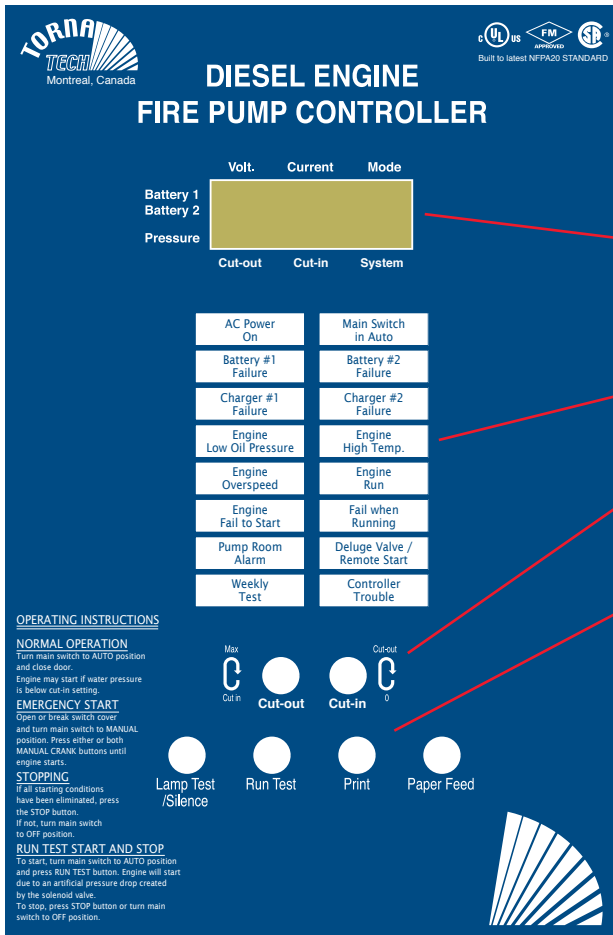 TORNA
TECH
Montreal, Canada
C UL US FM APPROVED SA ®
Built to latest NFPA20 STANDARD
DIESEL ENGINE
FIRE PUMP CONTROLLER
Volt. Current Mode
Battery 1
Battery 2
Pressure
Cut-out Cut-in System
AC Power
On
Main Switch
in Auto
Battery #1
Failure
Battery #2
Failure
Charger #1
Failure
Charger #2
Failure
Engine
Low Oil Pressure
Engine
High Temp.
Engine
Overspeed
Engine
Run
Engine
Fail to Start
Fail when
Running
Pump Room
Alarm
Deluge Valve /
Remote Start
Weekly
Test
Controller
Trouble
Max
Cut in
Cut-out
Cut-in
Cut-out
0
Lamp Test
/Silence
Run Test
Print
Paper Feed
OPERATING INSTRUCTIONS
NORMAL OPERATION
Turn main switch to AUTO position
and close door.
Engine may start if water pressure
is below cut-in setting.
EMERGENCY START
Open or break switch cover
and turn main switch to MANUAL
position. Press either or both
MANUAL CRANK buttons until
engine starts.
STOPPING
If all starting conditions
have been eliminated, press
the STOP button.
If not, turn main switch
to OFF position.
RUN TEST START AND STOP
To start, turn main switch to AUTO position
and press RUN TEST button. Engine will start
due to an artificial pressure drop created
by the solenoid valve.
To stop, press STOP button or turn main
switch to OFF position.